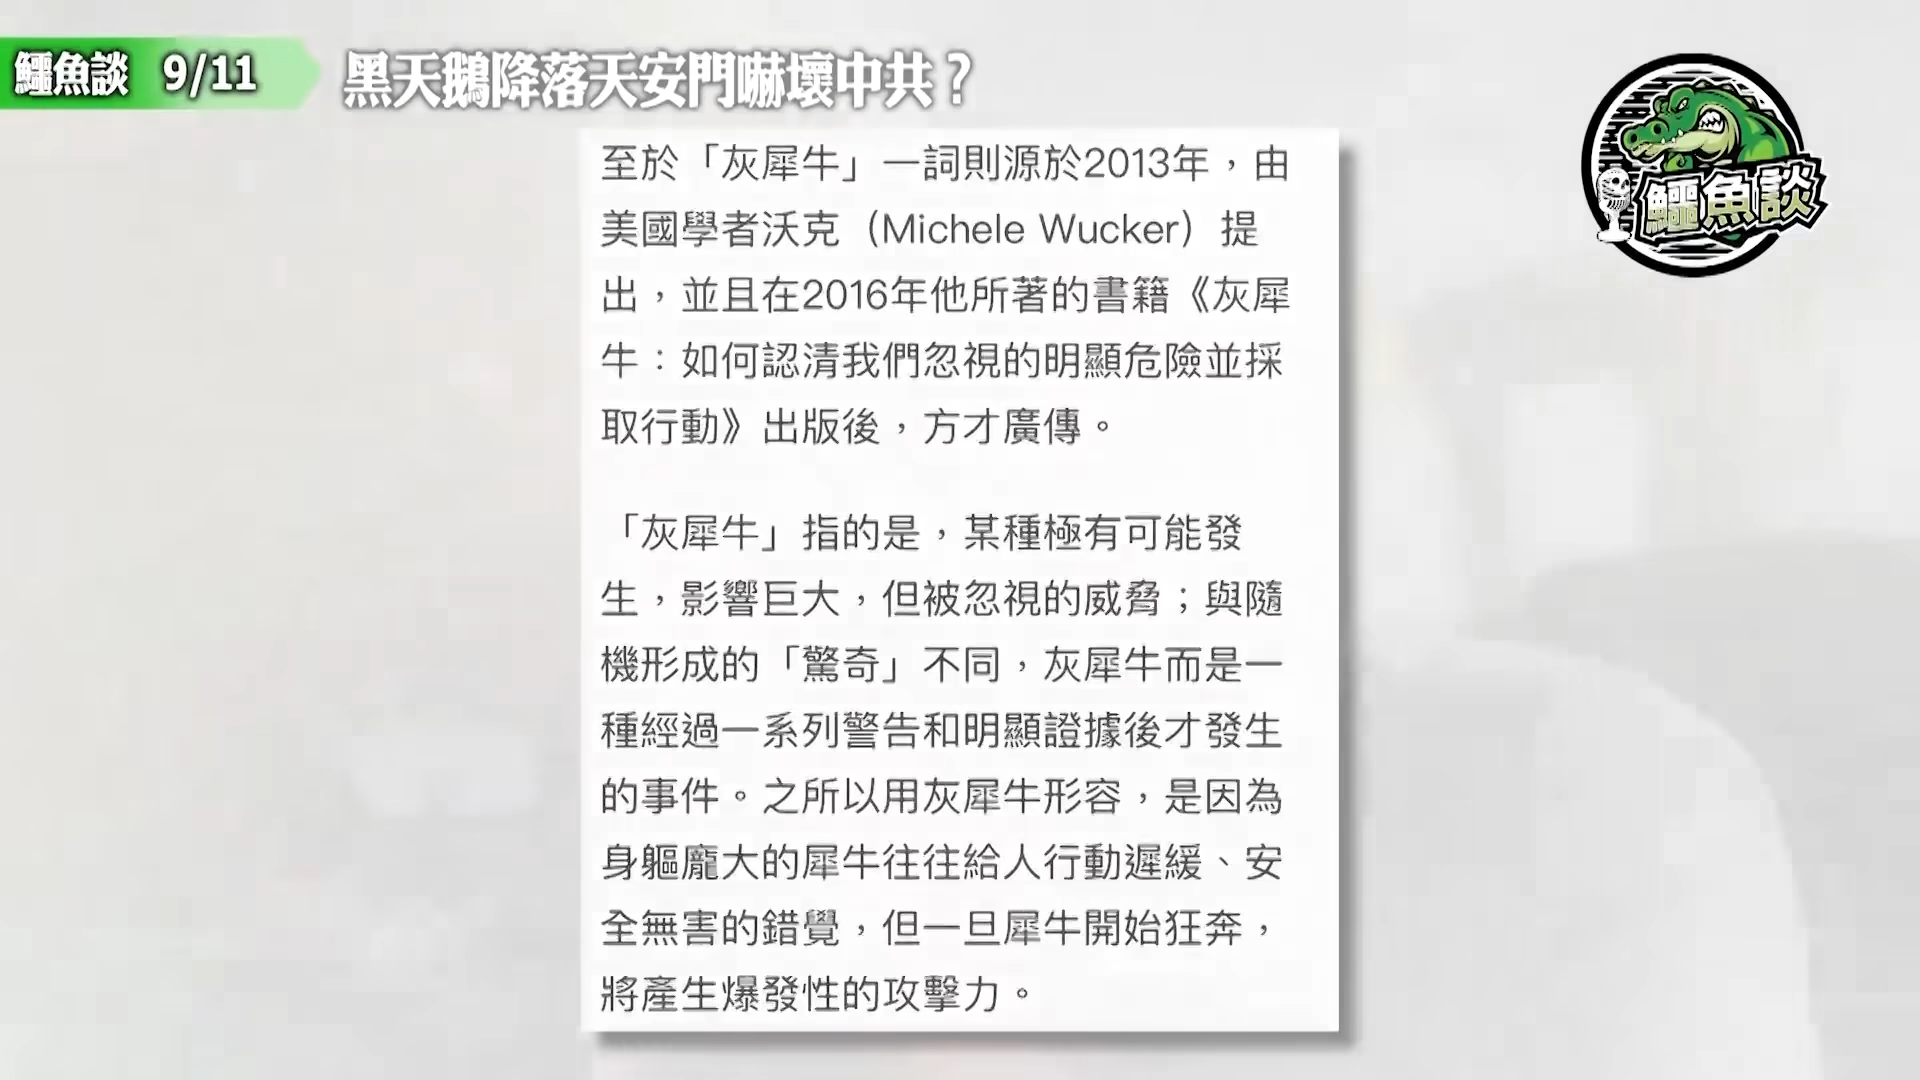 鱷魚談 9/11
黑天鵝降落天安門嚇壞中共？
鱷魚談
至於「灰犀牛」一詞則源於2013年，由
美國學者沃克（Michele Wucker）提
出，並且在2016年他所著的書籍《灰犀
牛：如何認清我們忽視的明顯危險並採
取行動》出版後，方才廣傳。
「灰犀牛」指的是，某種極有可能發
生，影響巨大，但被忽視的威脅；與隨
機形成的「驚奇」不同，灰犀牛而是一
種經過一系列警告和明顯證據後才發生
的事件。之所以用灰犀牛形容，是因為
身軀龐大的犀牛往往給人行動遲緩、安
全無害的錯覺，但一旦犀牛開始狂奔，
將產生爆發性的攻擊力。